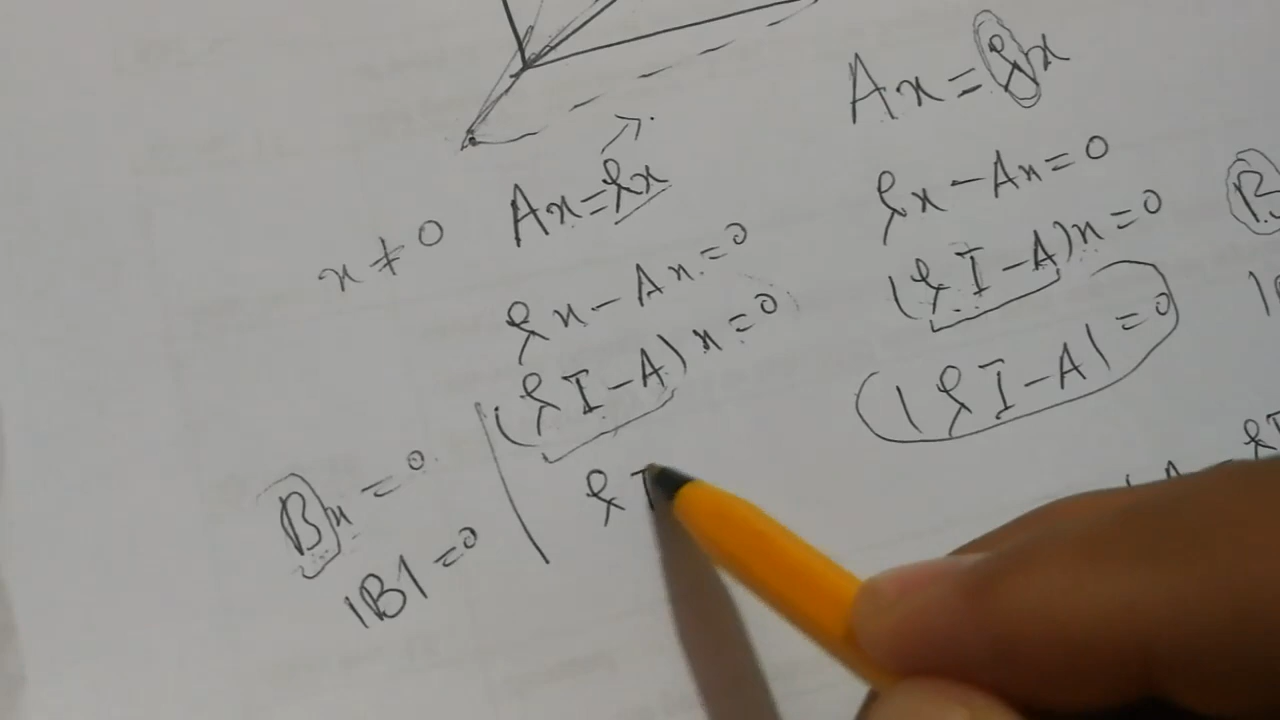 Ax = λx
λx - Ax = 0
(λI - A)x = 0
|λI - A| = 0
x ≠ 0
Ax = λx
λx - Ax = 0
(λI - A)x = 0
λI
Bx = 0
|B| = 0
B